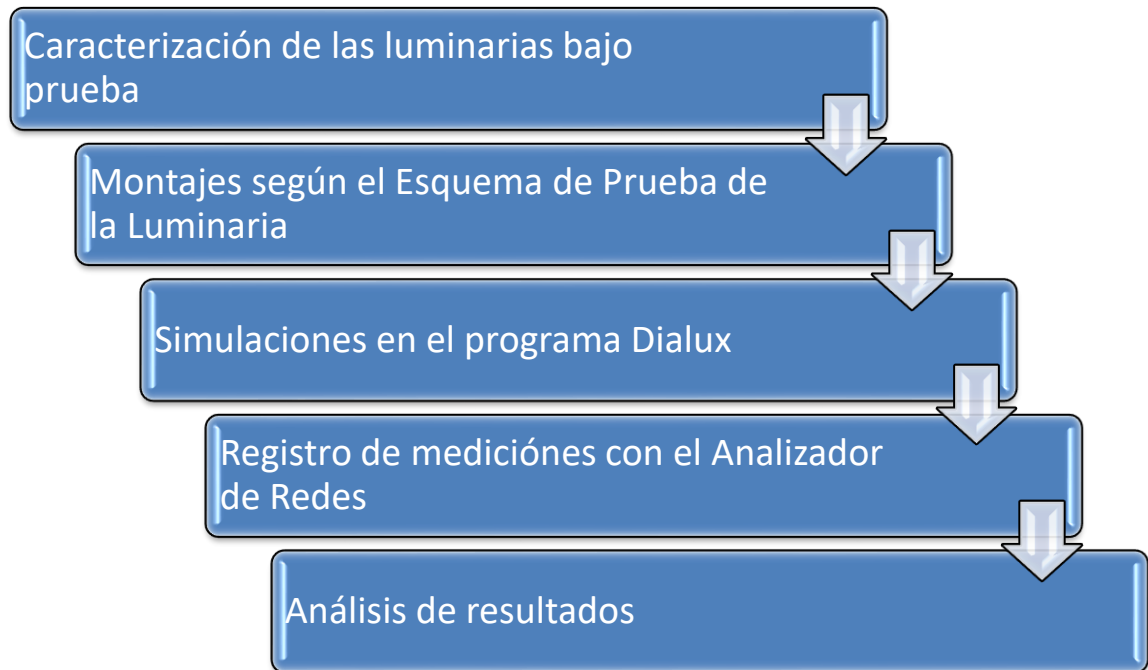 Caracterización de las luminarias bajo
prueba
Montajes según el Esquema de Prueba de
la Luminaria
Simulaciones en el programa Dialux
Registro de mediciónes con el Analizador
de Redes
Análisis de resultados